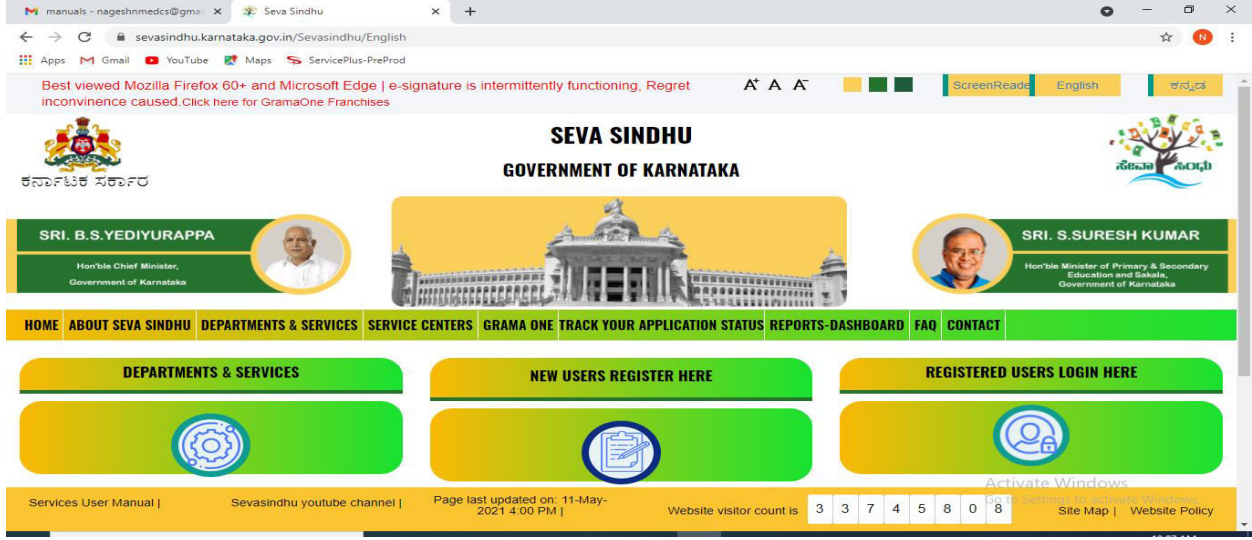 manuals - nageshnmedcs@gmai
Seva Sindhu
sevasindhu.karnataka.gov.in/Sevasindhu/English
N
Apps Gmail YouTube Maps ServicePlus-PreProd
Best viewed Mozilla Firefox 60+ and Microsoft Edge | e-signature is intermittently functioning, Regret
inconvinence caused.Click here for GramaOne Franchises
A+ A A-
ScreenReade English ಕನ್ನಡ
SEVA SINDHU
GOVERNMENT OF KARNATAKA
ಕರ್ನಾಟಕ ಸರ್ಕಾರ
ಸೇವಾ ಸಿಂಧು
SRI. B.S.YEDIYURAPPA
Hon'ble Chief Minister,
Government of Karnataka
SRI. S.SURESH KUMAR
Hon'ble Minister of Primary & Secondary
Education and Sakala,
Government of Karnataka
HOME ABOUT SEVA SINDHU DEPARTMENTS & SERVICES SERVICE CENTERS GRAMA ONE TRACK YOUR APPLICATION STATUS REPORTS-DASHBOARD FAQ CONTACT
DEPARTMENTS & SERVICES
NEW USERS REGISTER HERE
REGISTERED USERS LOGIN HERE
Activate Windows
Go to Settings to activate Windows.
Services User Manual | Sevasindhu youtube channel | Page last updated on: 11-May-
2021 4:00 PM | Website visitor count is 3 3 7 4 5 8 0 8 Site Map | Website Policy